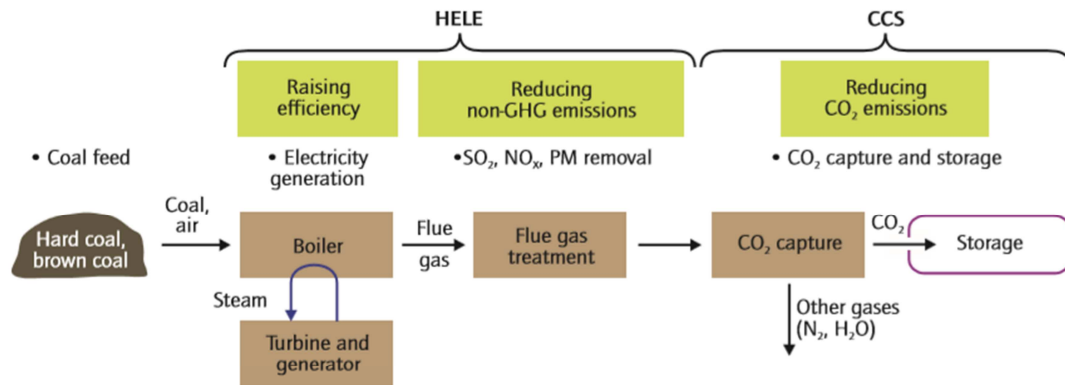 HELE
CCS
Raising
efficiency
Reducing
non-GHG emissions
Reducing
CO₂ emissions
• Coal feed
• Electricity
generation
•SO₂, NOₓ, PM removal
• CO₂ capture and storage
Hard coal,
brown coal
Coal,
air
Boiler
Flue
gas
Flue gas
treatment
CO₂ capture
CO₂
Storage
Steam
Turbine and
generator
Other gases
(N₂, H₂O)